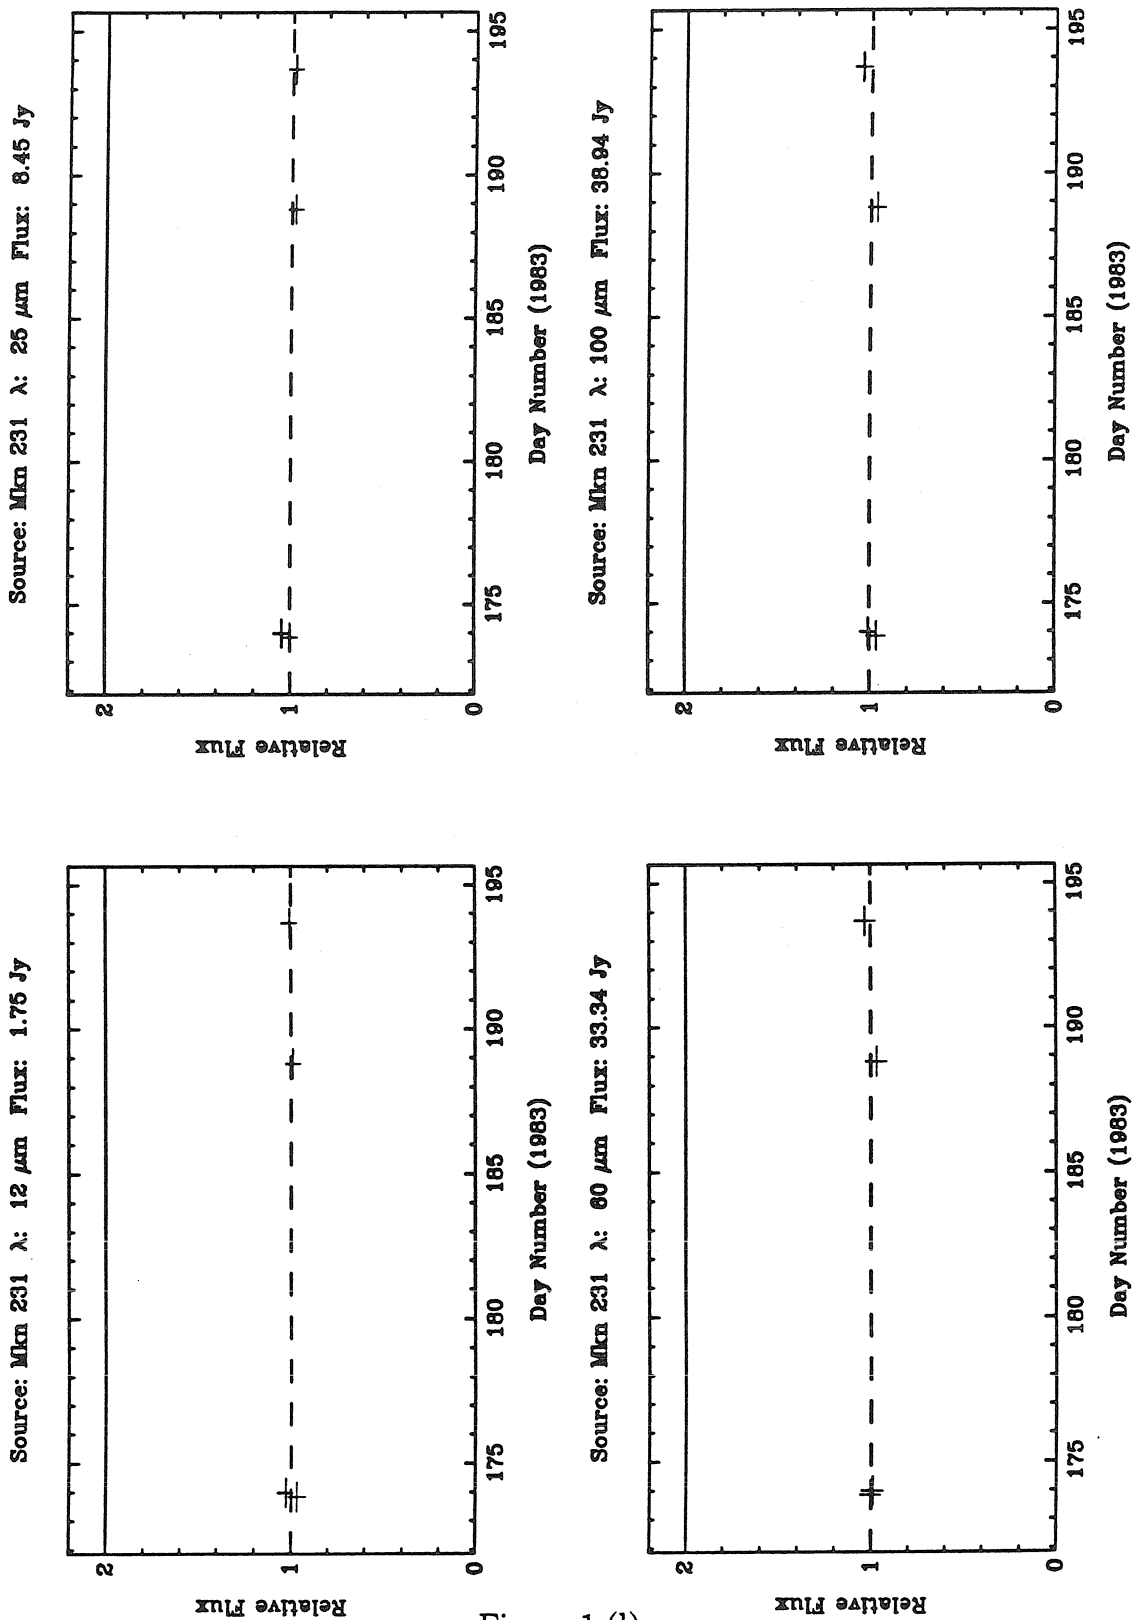 Source: Mkn 231 λ: 12 μm Flux: 1.75 Jy
Relative Flux
0
1
2
175
180
185
190
195
Day Number (1983)
Source: Mkn 231 λ: 25 μm Flux: 8.45 Jy
Relative Flux
0
1
2
175
180
185
190
195
Day Number (1983)
Source: Mkn 231 λ: 60 μm Flux: 33.34 Jy
Relative Flux
0
1
2
175
180
185
190
195
Day Number (1983)
Source: Mkn 231 λ: 100 μm Flux: 38.94 Jy
Relative Flux
0
1
2
175
180
185
190
195
Day Number (1983)